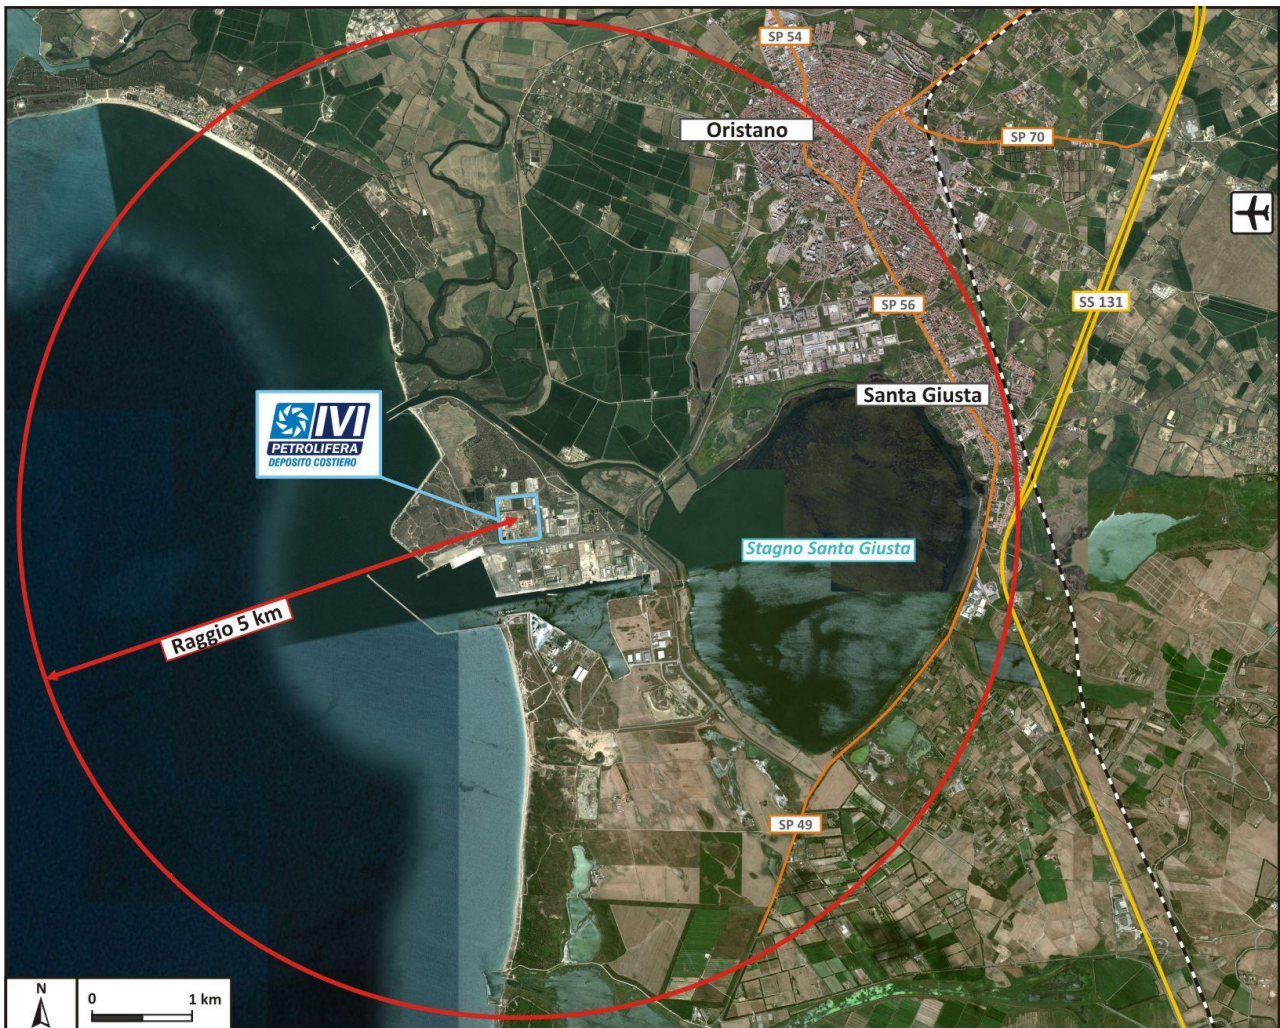 SP 54
Oristano
SP 70
SP 56
SS 131
Santa Giusta
IVI
PETROLIFERA
DEPOSITO COSTIERO
Stagno Santa Giusta
Raggio 5 km
SP 49
N
0 1 km